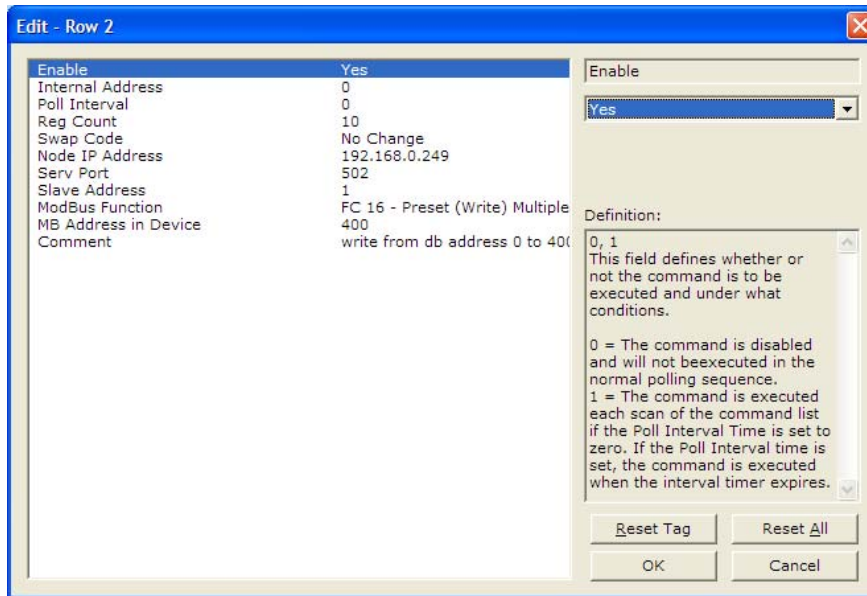 Edit - Row 2
Enable Yes
Internal Address 0
Poll Interval 0
Reg Count 10
Swap Code No Change
Node IP Address 192.168.0.249
Serv Port 502
Slave Address 1
ModBus Function FC 16 - Preset (Write) Multiple
MB Address in Device 400
Comment write from db address 0 to 400
Enable
Yes
Definition:
0, 1
This field defines whether or
not the command is to be
executed and under what
conditions.
0 = The command is disabled
and will not beexecuted in the
normal polling sequence.
1 = The command is executed
each scan of the command list
if the Poll Interval Time is set to
zero. If the Poll Interval time is
set, the command is executed
when the interval timer expires.
Reset Tag Reset All
OK Cancel